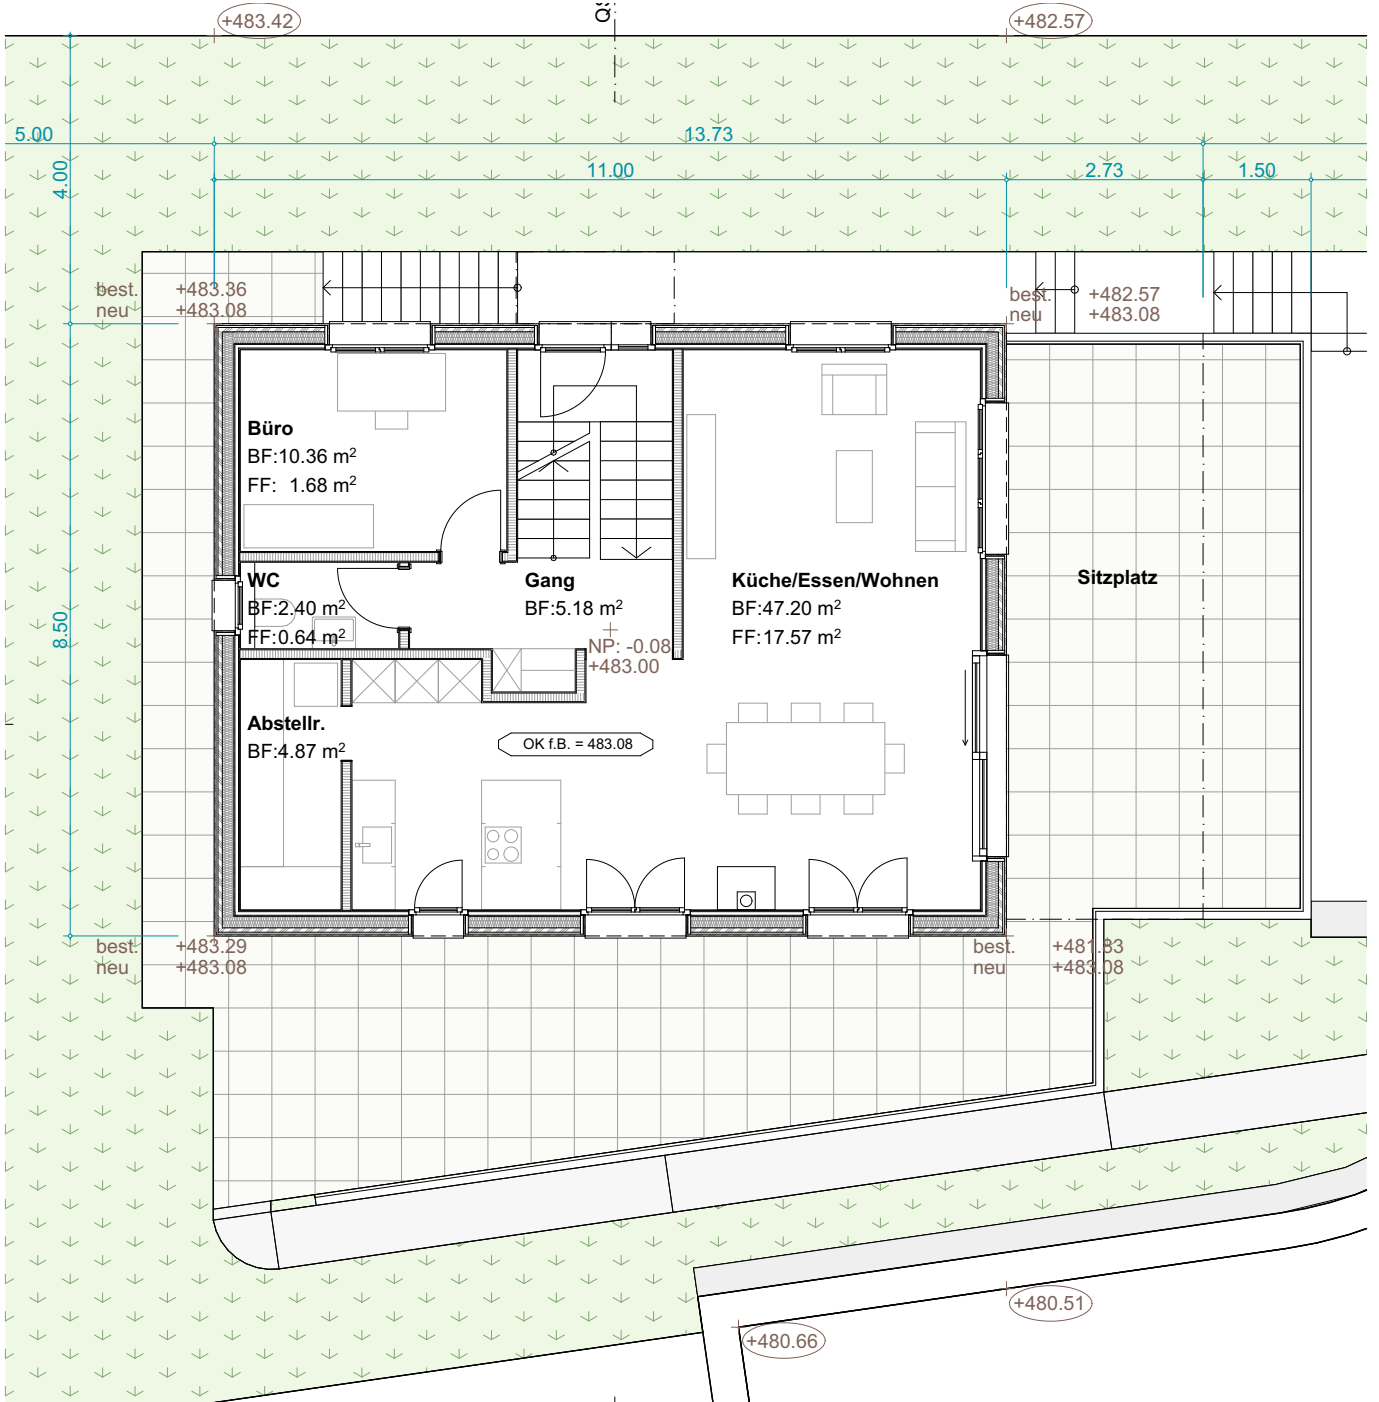 +483.42
QS
+482.57
5.00
13.73
4.00
11.00
2.73
1.50
best. +483.36
neu +483.08
best. +482.57
neu +483.08
Büro
BF:10.36 m²
FF: 1.68 m²
WC
BF:2.40 m²
FF:0.64 m²
Gang
BF:5.18 m²
NP: -0.08
+483.00
Küche/Essen/Wohnen
BF:47.20 m²
FF:17.57 m²
Sitzplatz
8.50
Abstellr.
BF:4.87 m²
OK f.B. = 483.08
best. +483.29
neu +483.08
best. +481.83
neu +483.08
+480.51
+480.66